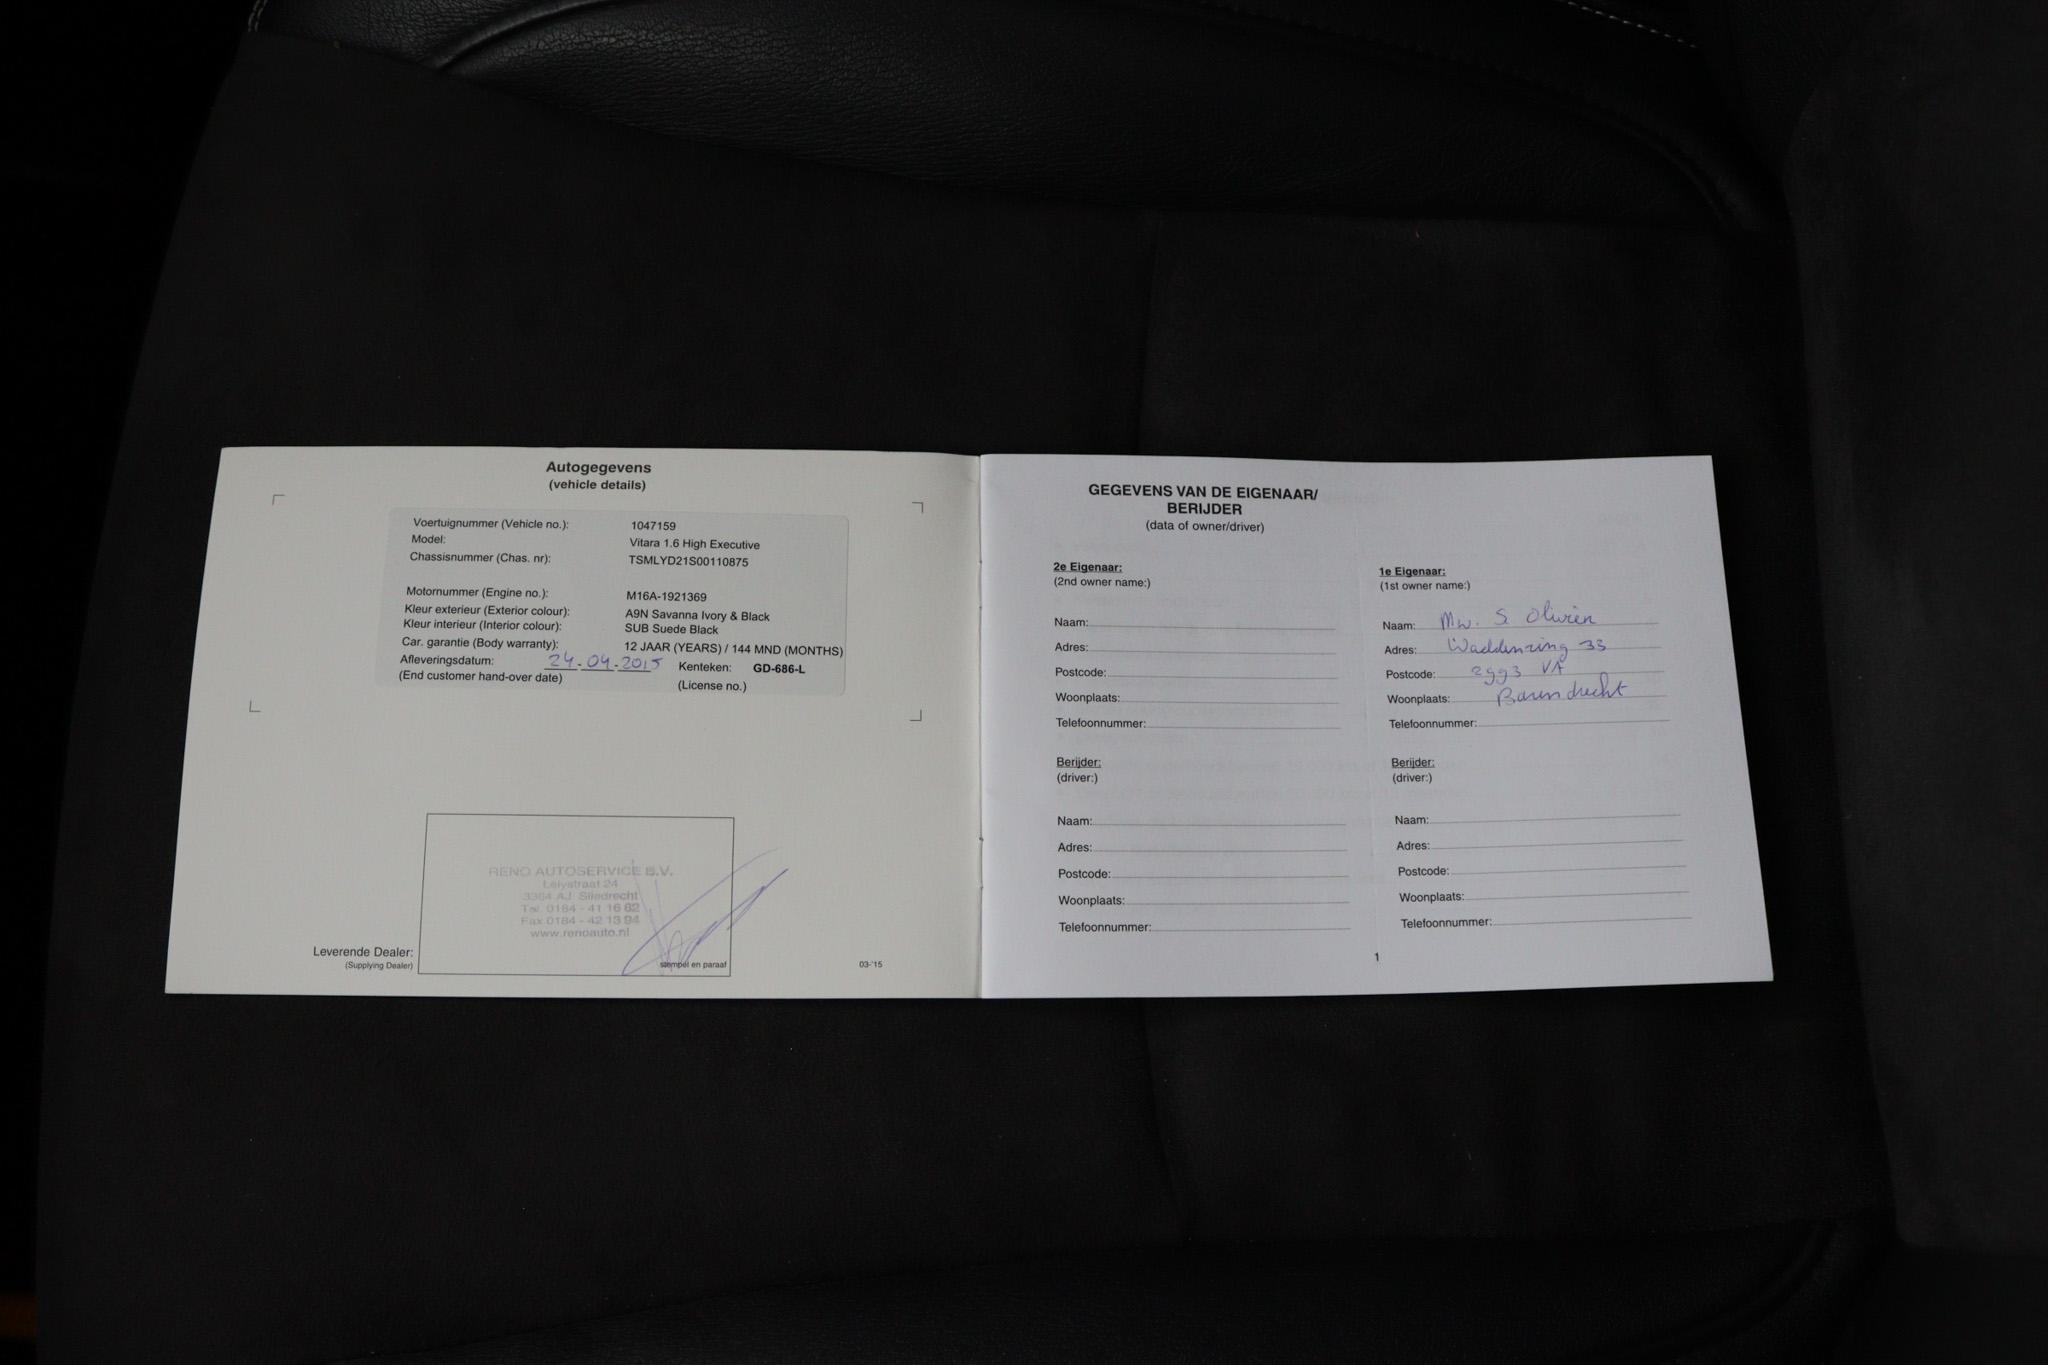 Autogegevens
(vehicle details)
Voertuignummer (Vehicle no.): 1047159
Model: Vitara 1.6 High Executive
Chassisnummer (Chas. nr): TSMLYD21S00110875
Motornummer (Engine no.): M16A-1921369
Kleur exterieur (Exterior colour): A9N Savanna Ivory & Black
Kleur interieur (Interior colour): SUB Suede Black
Car. garantie (Body warranty): 12 JAAR (YEARS) / 144 MND (MONTHS)
Afleveringsdatum: 24-04-2015 Kenteken: GD-686-L
(End customer hand-over date) (License no.)
RENO AUTOSERVICE B.V.
Lelystraat 24
3364 AJ Sliedrecht
Tel. 0184 - 41 16 62
Fax 0184 - 42 13 94
www.renoauto.nl
Leverende Dealer:
(Supplying Dealer)
stempel en paraaf
03-'15
GEGEVENS VAN DE EIGENAAR/
BERIJDER
(data of owner/driver)
2e Eigenaar:
(2nd owner name:)
Naam:
Adres:
Postcode:
Woonplaats:
Telefoonnummer:
Berijder:
(driver:)
Naam:
Adres:
Postcode:
Woonplaats:
Telefoonnummer:
1e Eigenaar:
(1st owner name:)
Naam: Mw. S. Olivièn
Adres: Waddenring 33
Postcode: 2993 VA
Woonplaats: Barendrecht
Telefoonnummer:
Berijder:
(driver:)
Naam:
Adres:
Postcode:
Woonplaats:
Telefoonnummer:
1